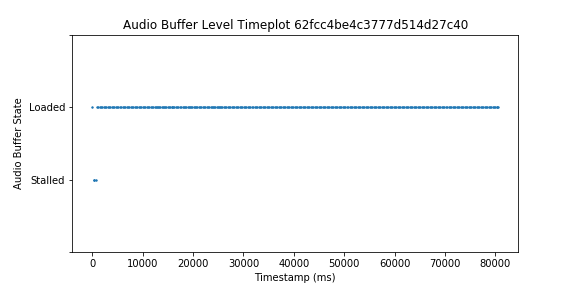 Audio Buffer Level Timeplot 62fcc4be4c3777d514d27c40
Audio Buffer State
Loaded
Stalled
0 10000 20000 30000 40000 50000 60000 70000 80000
Timestamp (ms)